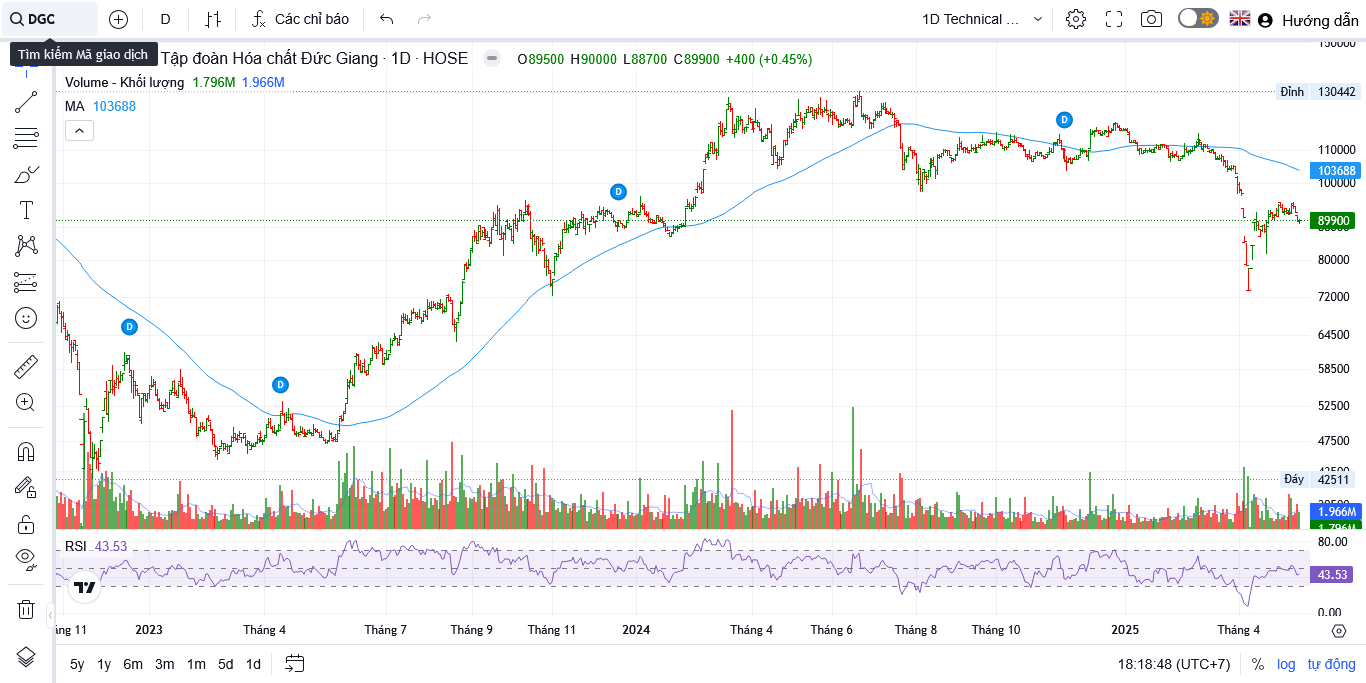 DGC
D
Các chỉ báo
1D Technical ...
Hướng dẫn
Tìm kiếm Mã giao dịch
Tập đoàn Hóa chất Đức Giang · 1D · HOSE
O89500 H90000 L88700 C89900 +400 (+0.45%)
Volume - Khối lượng 1.796M 1.966M
MA 103688
150000
Đỉnh 130442
D
110000
103688
100000
D
89900
80000
72000
D
64500
58500
D
52500
47500
Đáy 42511
1.966M
1.796M
RSI 43.53
80.00
43.53
0.00
2023
Tháng 4
Tháng 7
Tháng 9
Tháng 11
2024
Tháng 4
Tháng 6
Tháng 8
Tháng 10
2025
Tháng 4
5y 1y 6m 3m 1m 5d 1d
18:18:48 (UTC+7)
%
log
tự động